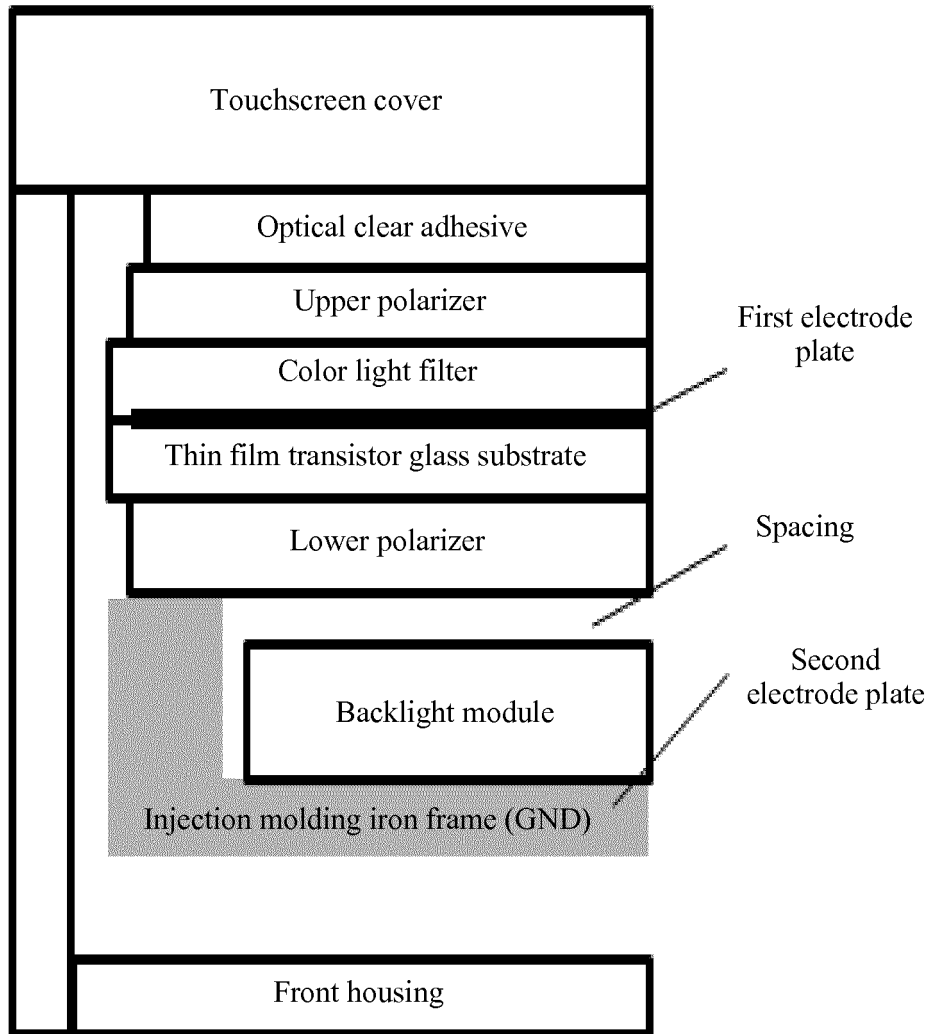 Touchscreen cover
Optical clear adhesive
Upper polarizer
First electrode
plate
Color light filter
Thin film transistor glass substrate
Spacing
Lower polarizer
Second
electrode plate
Backlight module
Injection molding iron frame (GND)
Front housing